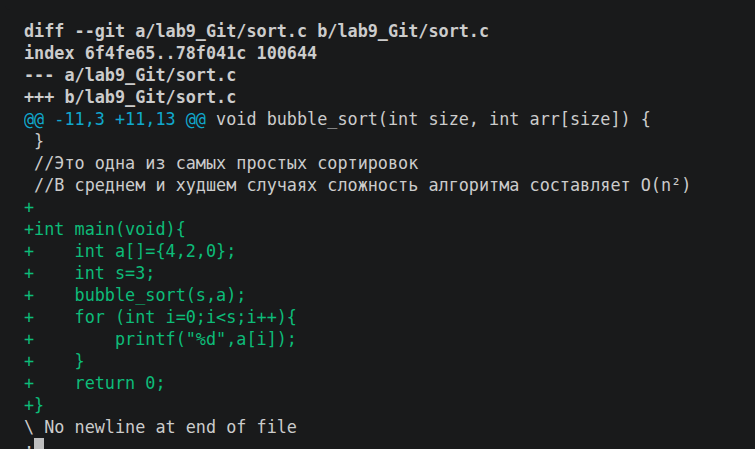 diff --git a/lab9_Git/sort.c b/lab9_Git/sort.c
index 6f4fe65..78f041c 100644
--- a/lab9_Git/sort.c
+++ b/lab9_Git/sort.c
@@ -11,3 +11,13 @@ void bubble_sort(int size, int arr[size]) {
 }
 //Это одна из самых простых сортировок
 //В среднем и худшем случаях сложность алгоритма составляет O(n²)
+
+int main(void){
+    int a[]={4,2,0};
+    int s=3;
+    bubble_sort(s,a);
+    for (int i=0;i<s;i++){
+        printf("%d",a[i]);
+    }
+    return 0;
+}
\ No newline at end of file